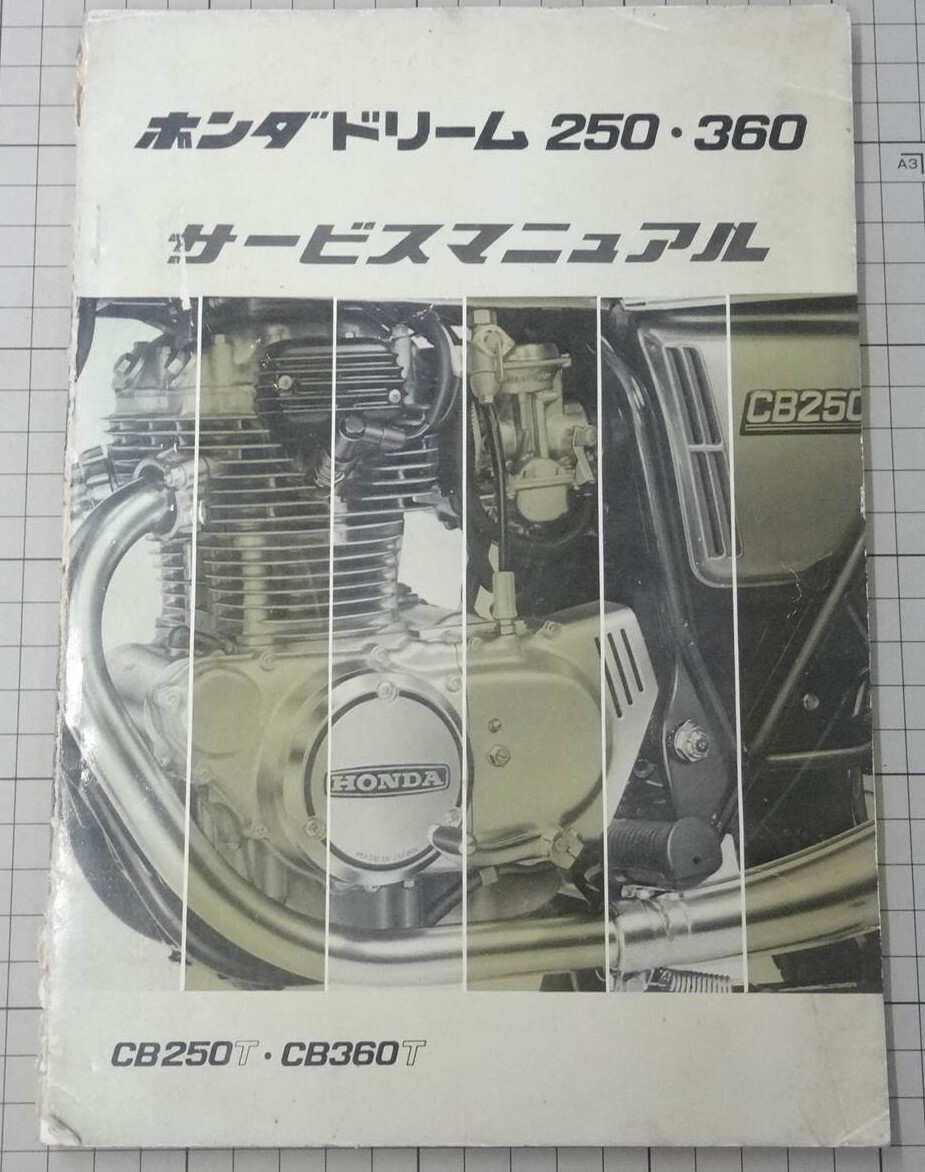 ホンダドリーム 250・360
サービスマニュアル
A3
CB250
HONDA
MADE IN JAPAN
CB250T・CB360T